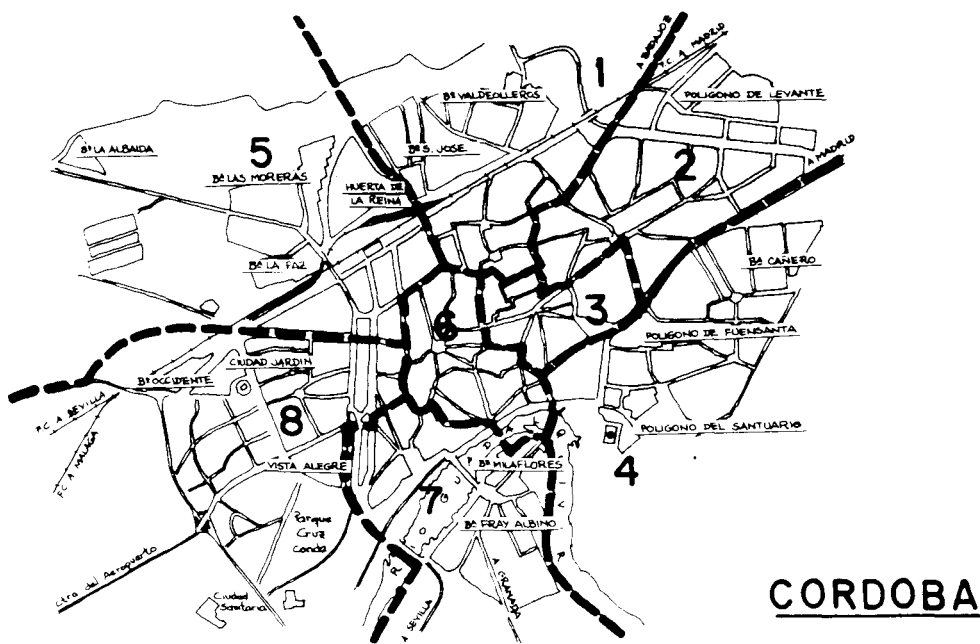 1
A BADAJOZ
F.C. A MADRID
Bº VALDEOLLEROS
POLIGONO DE LEVANTE
Bº LA ALBAIDA
5
Bº S. JOSE
2
A MADRID
Bº LAS MORERAS
HUERTA DE
LA REINA
Bº LA PAZ
Bº CAÑERO
3
6
POLIGONO DE FUENSANTA
CIUDAD JARDIN
Bº OCCIDENTE
F.C. A SEVILLA
8
POLIGONO DEL SANTUARIO
F.C. A MALAGA
VISTA ALEGRE
Bº MILAFLORES
4
7
Parque
Cruz
Conde
Bº FRAY ALBINO
Ctra del Aeropuerto
A GRANADA
Ciudad
Sanitaria
A SEVILLA
CORDOBA